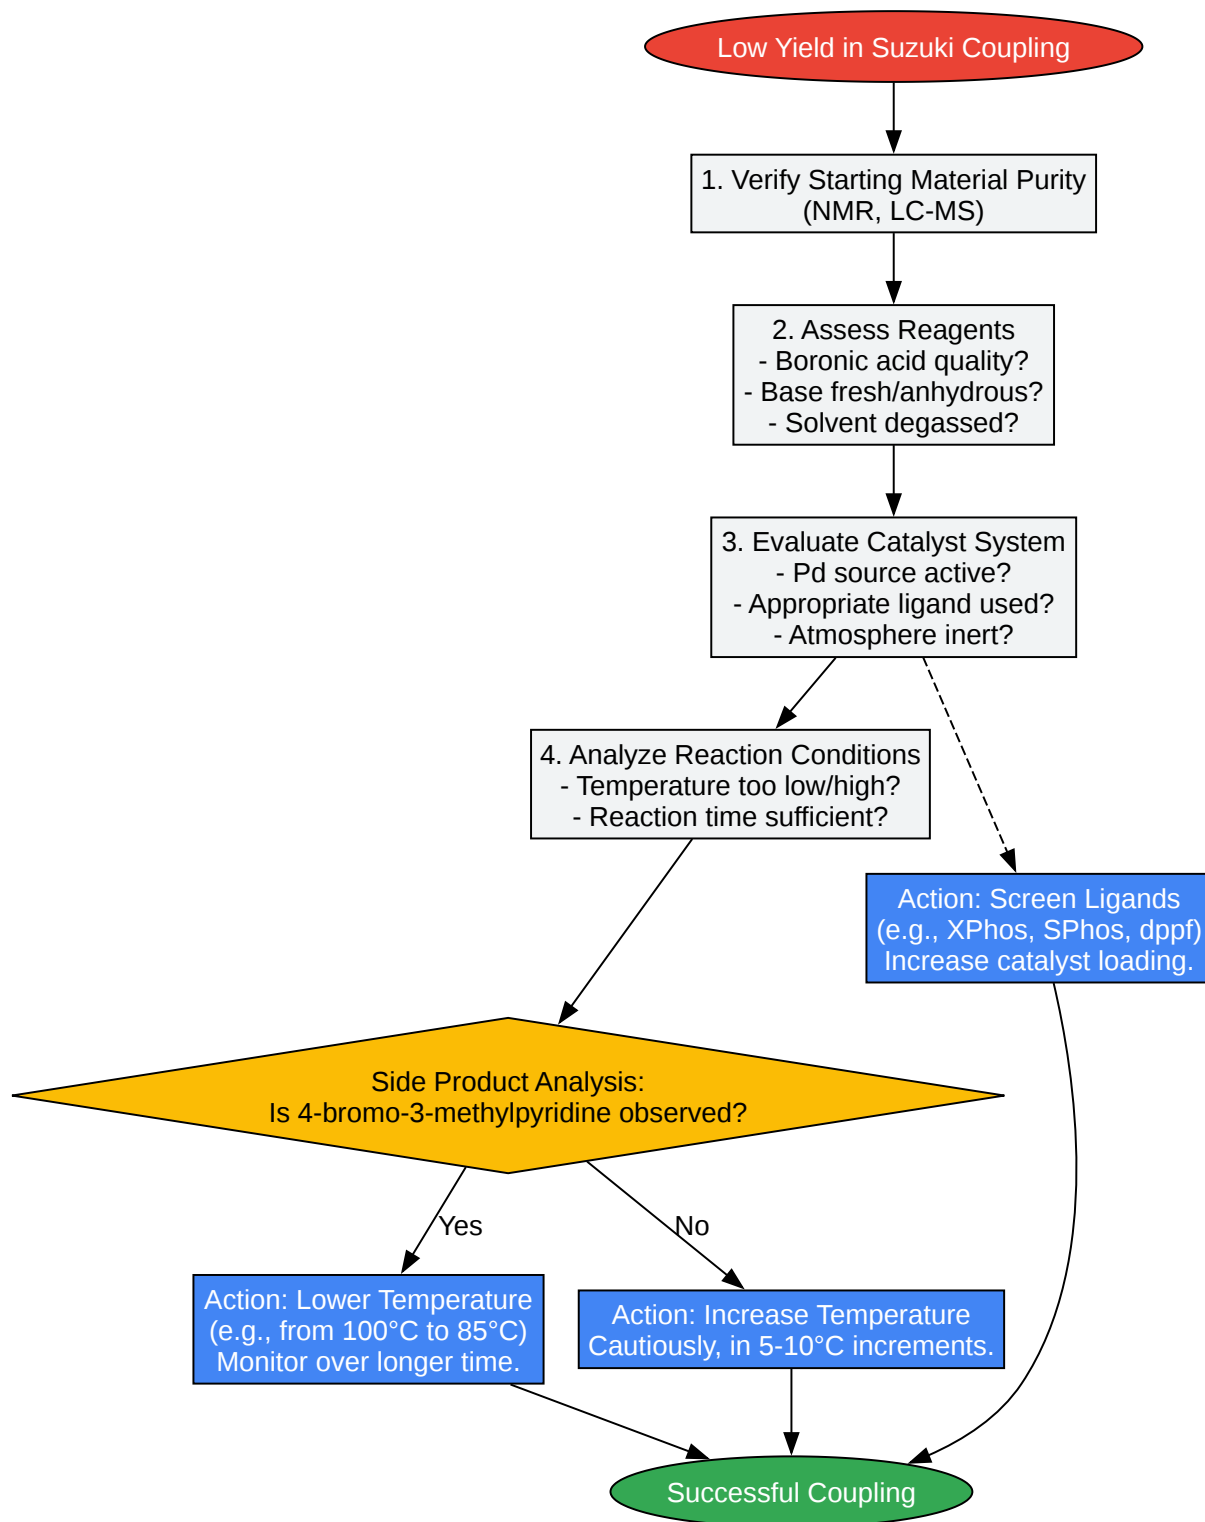 Low Yield in Suzuki Coupling
1. Verify Starting Material Purity
(NMR, LC-MS)
2. Assess Reagents
- Boronic acid quality?
- Base fresh/anhydrous?
- Solvent degassed?
3. Evaluate Catalyst System
- Pd source active?
- Appropriate ligand used?
- Atmosphere inert?
4. Analyze Reaction Conditions
- Temperature too low/high?
- Reaction time sufficient?
Action: Screen Ligands
(e.g., XPhos, SPhos, dppf)
Increase catalyst loading.
Side Product Analysis:
Is 4-bromo-3-methylpyridine observed?
Yes
No
Action: Lower Temperature
(e.g., from 100°C to 85°C)
Monitor over longer time.
Action: Increase Temperature
Cautiously, in 5-10°C increments.
Successful Coupling